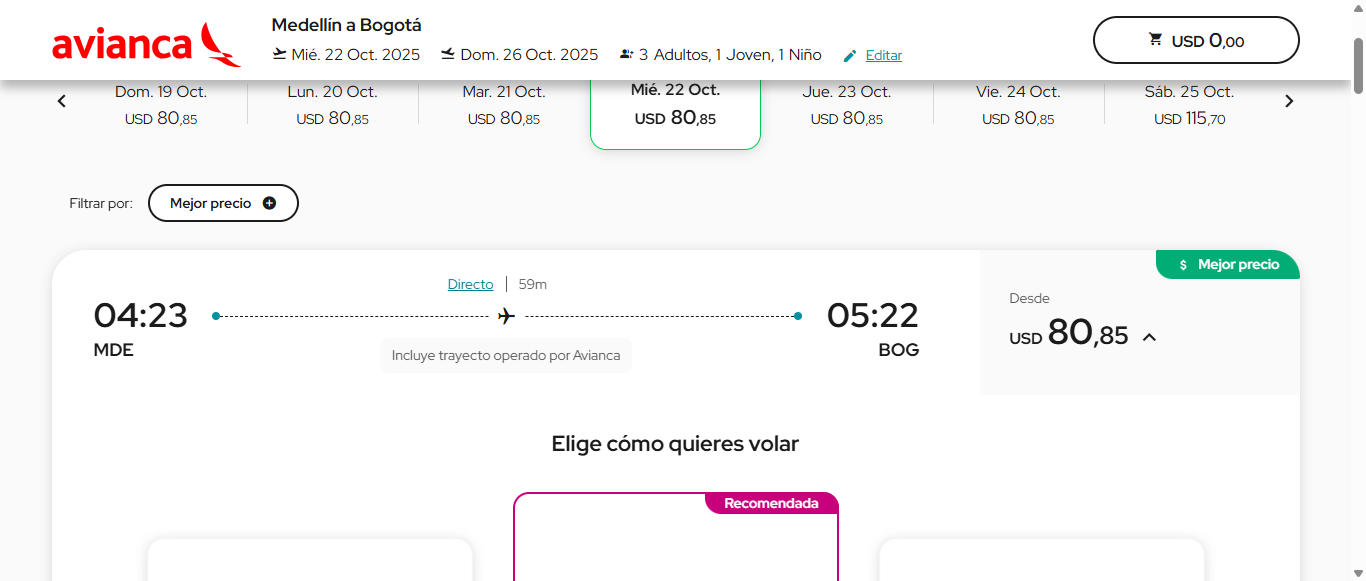 avianca
Medellín a Bogotá
Mié. 22 Oct. 2025 Dom. 26 Oct. 2025 3 Adultos, 1 Joven, 1 Niño Editar
USD 0,00
Dom. 19 Oct. Lun. 20 Oct. Mar. 21 Oct. Mié. 22 Oct. Jue. 23 Oct. Vie. 24 Oct. Sáb. 25 Oct.
USD 80,85 USD 80,85 USD 80,85 USD 80,85 USD 80,85 USD 80,85 USD 115,70
Filtrar por: Mejor precio
$ Mejor precio
Directo | 59m
04:23 05:22
MDE BOG
Incluye trayecto operado por Avianca
Desde
USD 80,85
Elige cómo quieres volar
Recomendada